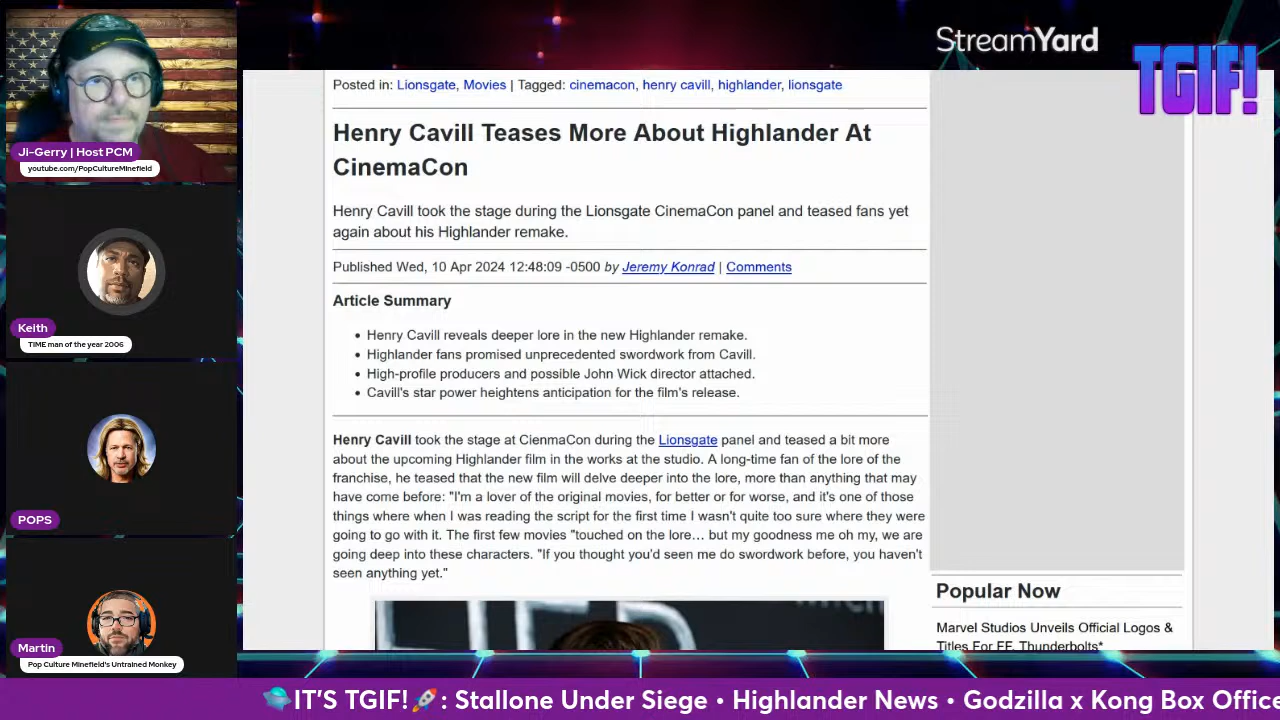 StreamYard
TGIF!
JI-Gerry | Host PCM
youtube.com/PopCultureMinefield
Keith
TIME man of the year 2006
POPS
Martin
Pop Culture Minefield's Untrained Monkey
Posted in: Lionsgate, Movies | Tagged: cinemacon, henry cavill, highlander, lionsgate
Henry Cavill Teases More About Highlander At
CinemaCon
Henry Cavill took the stage during the Lionsgate CinemaCon panel and teased fans yet
again about his Highlander remake.
Published Wed, 10 Apr 2024 12:48:09 -0500 by Jeremy Konrad | Comments
Article Summary
• Henry Cavill reveals deeper lore in the new Highlander remake.
• Highlander fans promised unprecedented swordwork from Cavill.
• High-profile producers and possible John Wick director attached.
• Cavill's star power heightens anticipation for the film's release.
Henry Cavill took the stage at CienmaCon during the Lionsgate panel and teased a bit more
about the upcoming Highlander film in the works at the studio. A long-time fan of the lore of the
franchise, he teased that the new film will delve deeper into the lore, more than anything that may
have come before: "I'm a lover of the original movies, for better or for worse, and it's one of those
things where when I was reading the script for the first time I wasn't quite too sure where they were
going to go with it. The first few movies "touched on the lore… but my goodness me oh my, we are
going deep into these characters. "If you thought you'd seen me do swordwork before, you haven't
seen anything yet."
Popular Now
Marvel Studios Unveils Official Logos &
Titles For FF, Thunderbolts*
🛸IT'S TGIF!🚀: Stallone Under Siege • Highlander News • Godzilla x Kong Box Office